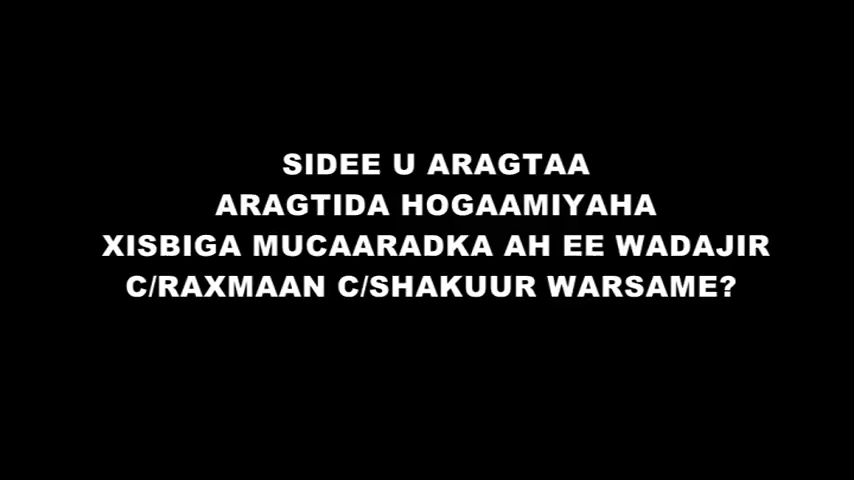 SIDEE U ARAGTAA
ARAGTIDA HOGAAMIYAHA
XISBIGA MUCAARADKA AH EE WADAJIR
C/RAXMAAN C/SHAKUUR WARSAME?